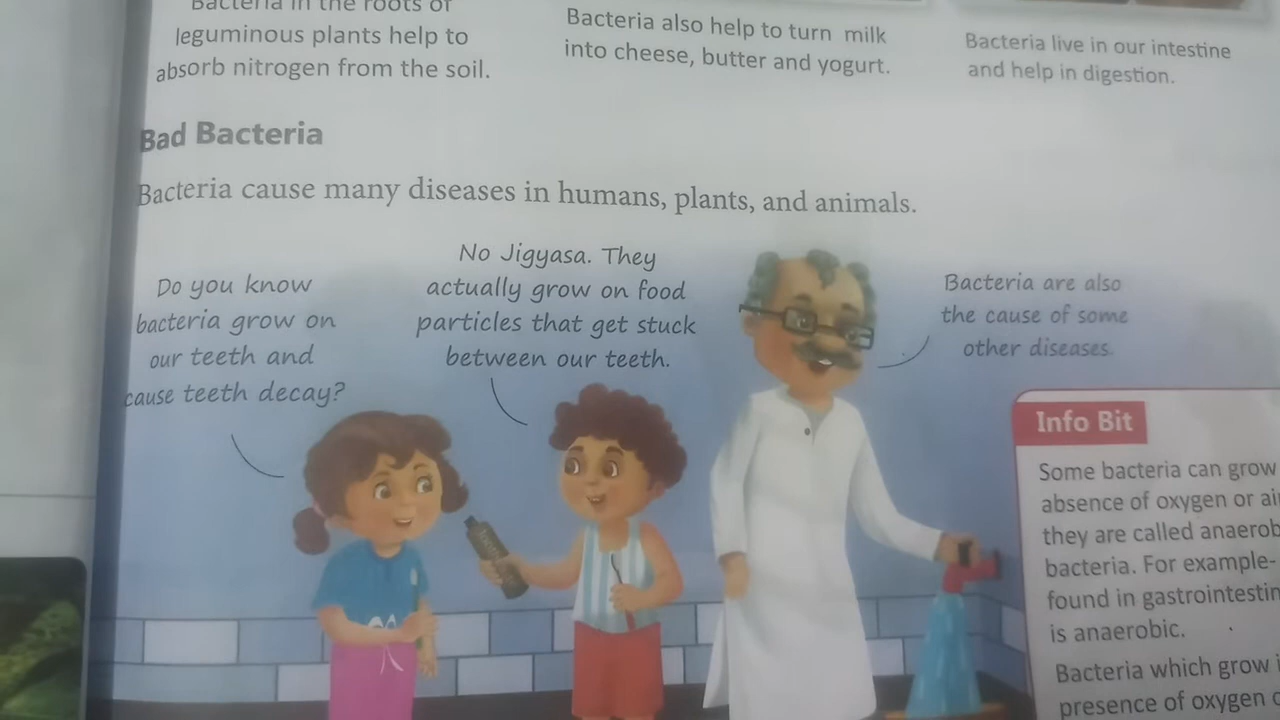 Bacteria in the roots of
leguminous plants help to
absorb nitrogen from the soil.
Bacteria also help to turn milk
into cheese, butter and yogurt.
Bacteria live in our intestine
and help in digestion.
Bad Bacteria
Bacteria cause many diseases in humans, plants, and animals.
Do you know
bacteria grow on
our teeth and
cause teeth decay?
No Jigyasa. They
actually grow on food
particles that get stuck
between our teeth.
Bacteria are also
the cause of some
other diseases.
Info Bit
Some bacteria can grow
absence of oxygen or
they are called
bacteria. For example-
found in
is anaerobic.
Bacteria which grow
presence of oxygen